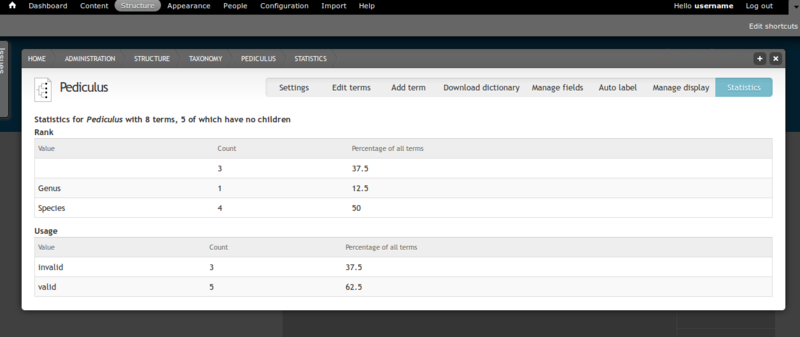 Dashboard Content Structure Appearance People Configuration Import Help Hello username Log out
Edit shortcuts
Issues
HOME ADMINISTRATION STRUCTURE TAXONOMY PEDICULUS STATISTICS
Pediculus Settings Edit terms Add term Download dictionary Manage fields Auto label Manage display Statistics
Statistics for Pediculus with 8 terms, 5 of which have no children
Rank
Value Count Percentage of all terms
3 37.5
Genus 1 12.5
Species 4 50
Usage
Value Count Percentage of all terms
invalid 3 37.5
valid 5 62.5